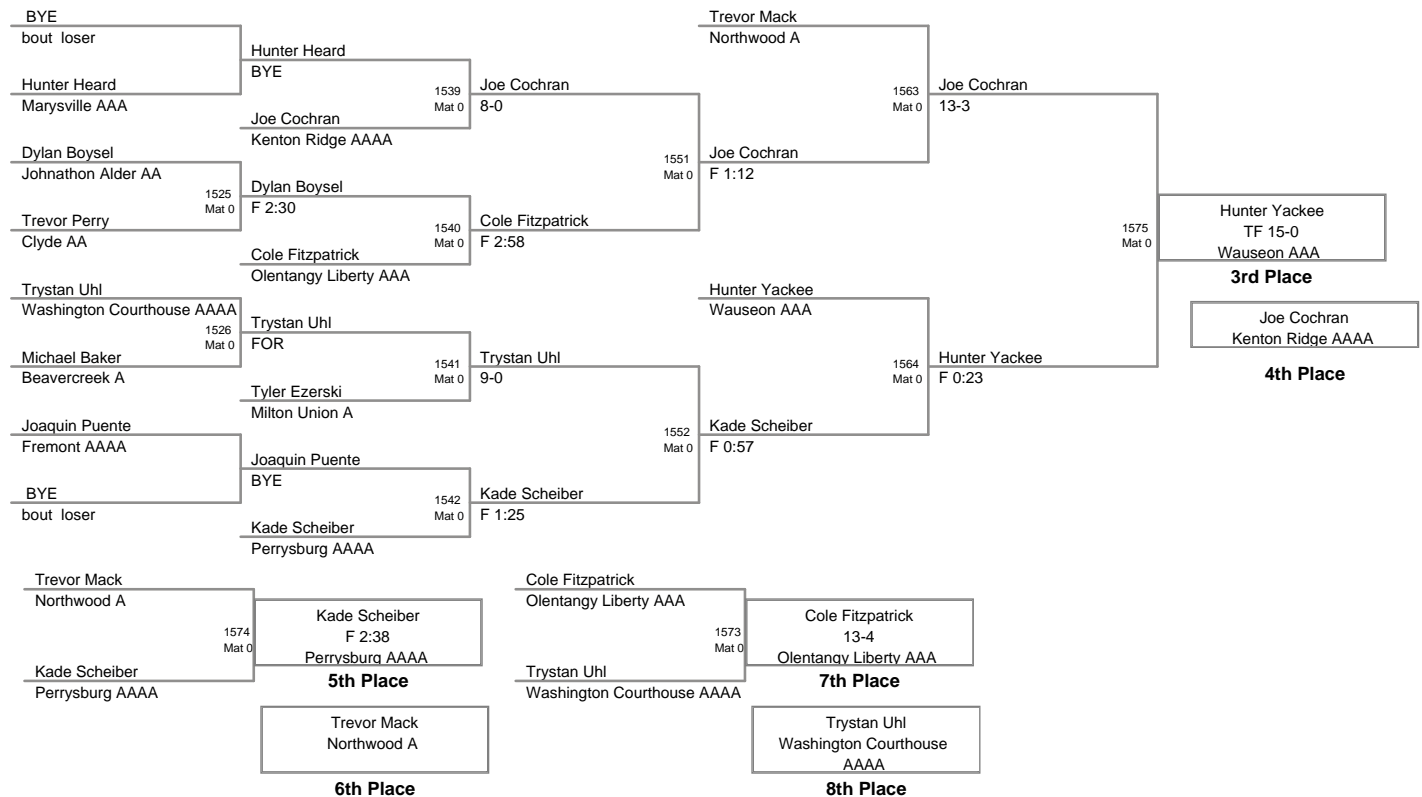 BYE
bout loser
Hunter Heard
Marysville AAA
Dylan Boysel
Johnathon Alder AA
Trevor Perry
Clyde AA
Trystan Uhl
Washington Courthouse AAAA
Michael Baker
Beavercreek A
Joaquin Puente
Fremont AAAA
BYE
bout loser
Hunter Heard
BYE
Joe Cochran
Kenton Ridge AAAA
1525
Mat 0
Dylan Boysel
F 2:30
Cole Fitzpatrick
Olentangy Liberty AAA
1526
Mat 0
Trystan Uhl
FOR
Tyler Ezerski
Milton Union A
Joaquin Puente
BYE
Kade Scheiber
Perrysburg AAAA
1539
Mat 0
Joe Cochran
8-0
1540
Mat 0
Cole Fitzpatrick
F 2:58
1541
Mat 0
Trystan Uhl
9-0
1542
Mat 0
Kade Scheiber
F 1:25
Trevor Mack
Northwood A
1551
Mat 0
Joe Cochran
F 1:12
Hunter Yackee
Wauseon AAA
1552
Mat 0
Kade Scheiber
F 0:57
1563
Mat 0
Joe Cochran
13-3
1564
Mat 0
Hunter Yackee
F 0:23
1575
Mat 0
Hunter Yackee
TF 15-0
Wauseon AAA
3rd Place
Joe Cochran
Kenton Ridge AAAA
4th Place
Trevor Mack
Northwood A
Kade Scheiber
Perrysburg AAAA
1574
Mat 0
Kade Scheiber
F 2:38
Perrysburg AAAA
5th Place
Trevor Mack
Northwood A
6th Place
Cole Fitzpatrick
Olentangy Liberty AAA
Trystan Uhl
Washington Courthouse AAAA
1573
Mat 0
Cole Fitzpatrick
13-4
Olentangy Liberty AAA
7th Place
Trystan Uhl
Washington Courthouse
AAAA
8th Place